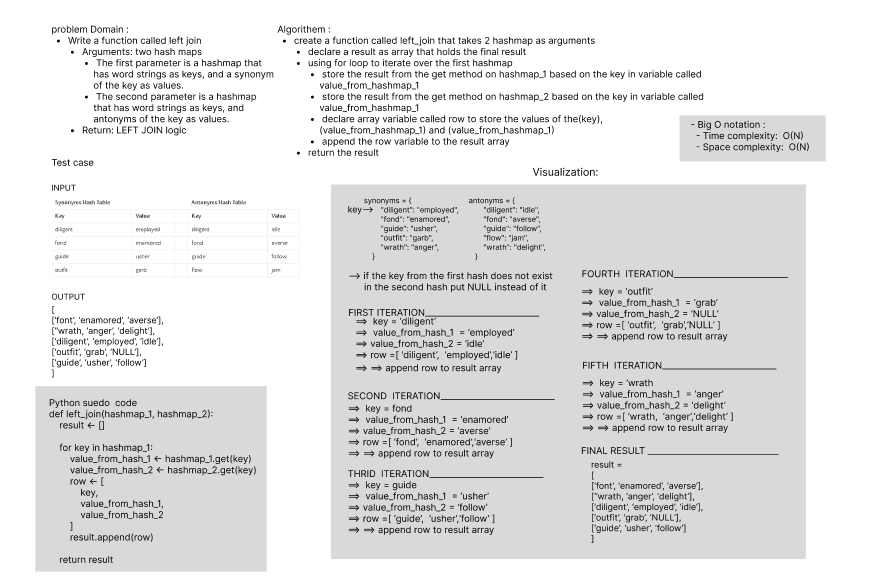 problem Domain :
• Write a function called left join
• Arguments: two hash maps
• The first parameter is a hashmap that
has word strings as keys, and a synonym
of the key as values.
• The second parameter is a hashmap
that has word strings as keys, and
antonyms of the key as values.
• Return: LEFT JOIN logic
Algorithem :
• create a function called left_join that takes 2 hashmap as arguments
• declare a result as array that holds the final result
• using for loop to iterate over the first hashmap
• store the result from the get method on hashmap_1 based on the key in variable called
value_from_hashmap_1
• store the result from the get method on hashmap_2 based on the key in variable called
value_from_hashmap_1
• declare array variable called row to store the values of the(key),
(value_from_hashmap_1) and (value_from_hashmap_1)
• append the row variable to the result array
• return the result
- Big O notation :
- Time complexity: O(N)
- Space complexity: O(N)
Test case
INPUT
Synonyms Hash Table Antonyms Hash Table
Key Value Key Value
diligent employed diligent idle
fond enamored fond averse
guide usher guide follow
outfit garb flow jam
OUTPUT
[
['font', 'enamored', 'averse'],
["wrath, 'anger', 'delight'],
['diligent', 'employed', 'idle'],
['outfit', 'grab', 'NULL'],
['guide', 'usher', 'follow']
]
Python suedo code
def left_join(hashmap_1, hashmap_2):
result ← []
for key in hashmap_1:
value_from_hash_1 ← hashmap_1.get(key)
value_from_hash_2 ← hashmap_2.get(key)
row ← [
key,
value_from_hash_1,
value_from_hash_2
]
result.append(row)
return result
Visualization:
synonyms = {
key→ "diligent": "employed",
"fond": "enamored",
"guide": "usher",
"outfit": "garb",
"wrath": "anger",
}
antonyms = {
"diligent": "idle",
"fond": "averse",
"guide": "follow",
"flow": "jam",
"wrath": "delight",
}
→ if the key from the first hash does not exist
in the second hash put NULL instead of it
FIRST ITERATION
⇒ key = 'diligent'
⇒ value_from_hash_1 = 'employed'
⇒ value_from_hash_2 = 'idle'
⇒ row =[ 'diligent', 'employed','idle' ]
⇒ ⇒ append row to result array
SECOND ITERATION
⇒ key = fond
⇒ value_from_hash_1 = 'enamored'
⇒ value_from_hash_2 = 'averse'
⇒ row =[ 'fond', 'enamored','averse' ]
⇒ ⇒ append row to result array
THRID ITERATION
⇒ key = guide
⇒ value_from_hash_1 = 'usher'
⇒ value_from_hash_2 = 'follow'
⇒ row =[ 'guide', 'usher','follow' ]
⇒ ⇒ append row to result array
FOURTH ITERATION
⇒ key = 'outfit'
⇒ value_from_hash_1 = 'grab'
⇒ value_from_hash_2 = 'NULL'
⇒ row =[ 'outfit', 'grab','NULL' ]
⇒ ⇒ append row to result array
FIFTH ITERATION
⇒ key = 'wrath
⇒ value_from_hash_1 = 'anger'
⇒ value_from_hash_2 = 'delight'
⇒ row =[ 'wrath, 'anger','delight' ]
⇒ ⇒ append row to result array
FINAL RESULT
result =
[
['font', 'enamored', 'averse'],
["wrath, 'anger', 'delight'],
['diligent', 'employed', 'idle'],
['outfit', 'grab', 'NULL'],
['guide', 'usher', 'follow']
]